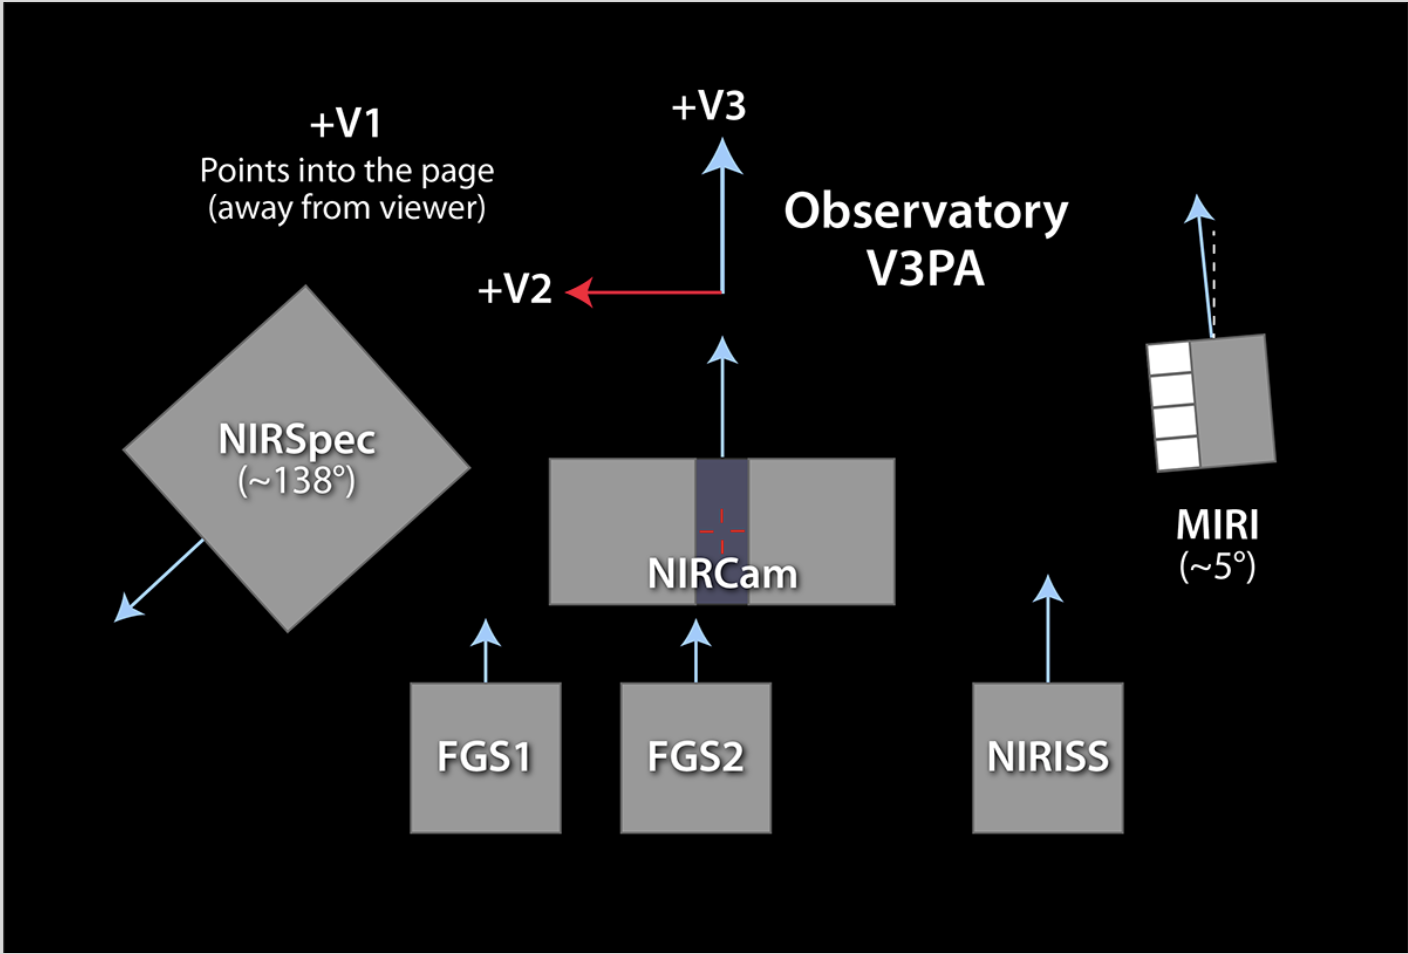 +V1
Points into the page
(away from viewer)
+V3
Observatory
V3PA
+V2
NIRSpec
(~138°)
NIRCam
MIRI
(~5°)
FGS1
FGS2
NIRISS